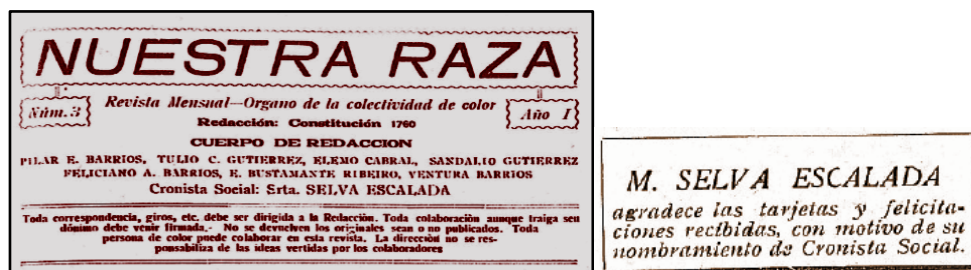 NUESTRA RAZA
Núm. 3
Revista Mensual—Organo de la colectividad de color
Año I
Redacción: Constitución 1760
CUERPO DE REDACCION
PILAR E. BARRIOS, TULIO C. GUTIERREZ, ELEMO CABRAL, SANDALIO GUTIERREZ
FELICIANO A. BARRIOS, E. BUSTAMANTE RIBEIRO, VENTURA BARRIOS
Cronista Social: Srta. SELVA ESCALADA
Toda correspondencia, giros, etc. debe ser dirigida a la Redacción. Toda colaboración aunque traiga seu
dónimo debe venir firmada.- No se devuelven los originales sean o no publicados. Toda
persona de color puede colaborar en esta revista. La dirección no se res-
ponsabiliza de las ideas vertidas por los colaboradores
M. SELVA ESCALADA
agradece las tarjetas y felicita-
ciones recibidas, con motivo de su
nombramiento de Cronista Social.